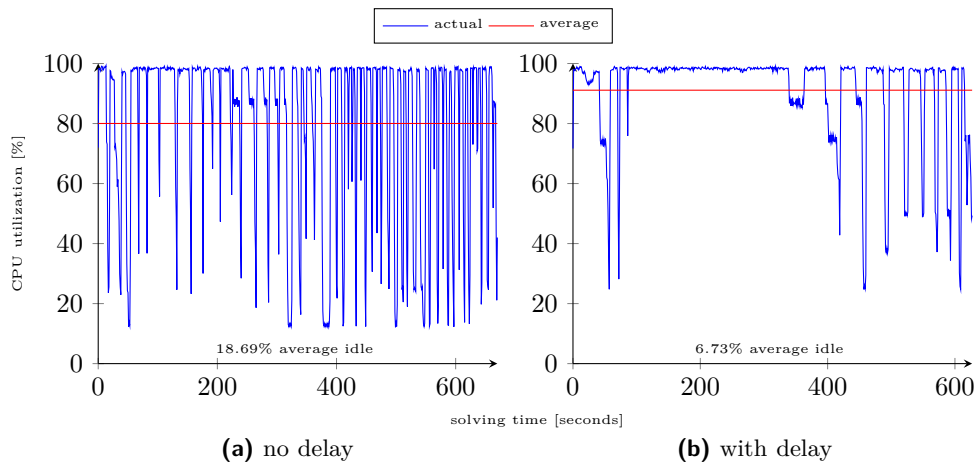 actual average
CPU utilization [%]
100
80
60
40
20
0
0 200 400 600
18.69% average idle
100
80
60
40
20
0
0 200 400 600
6.73% average idle
solving time [seconds]
(a) no delay
(b) with delay